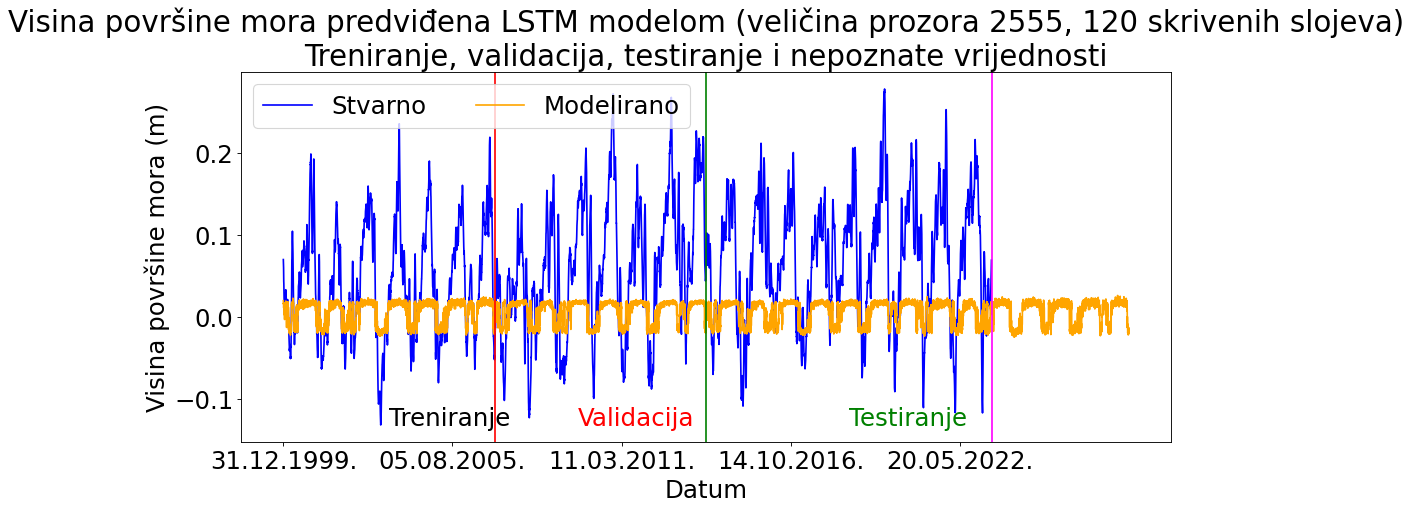 Visina površine mora predviđena LSTM modelom (veličina prozora 2555, 120 skrivenih slojeva)
Treniranje, validacija, testiranje i nepoznate vrijednosti
Stvarno Modelirano
Visina površine mora (m)
0.2
0.1
0.0
−0.1
Treniranje Validacija Testiranje
31.12.1999. 05.08.2005. 11.03.2011. 14.10.2016. 20.05.2022.
Datum